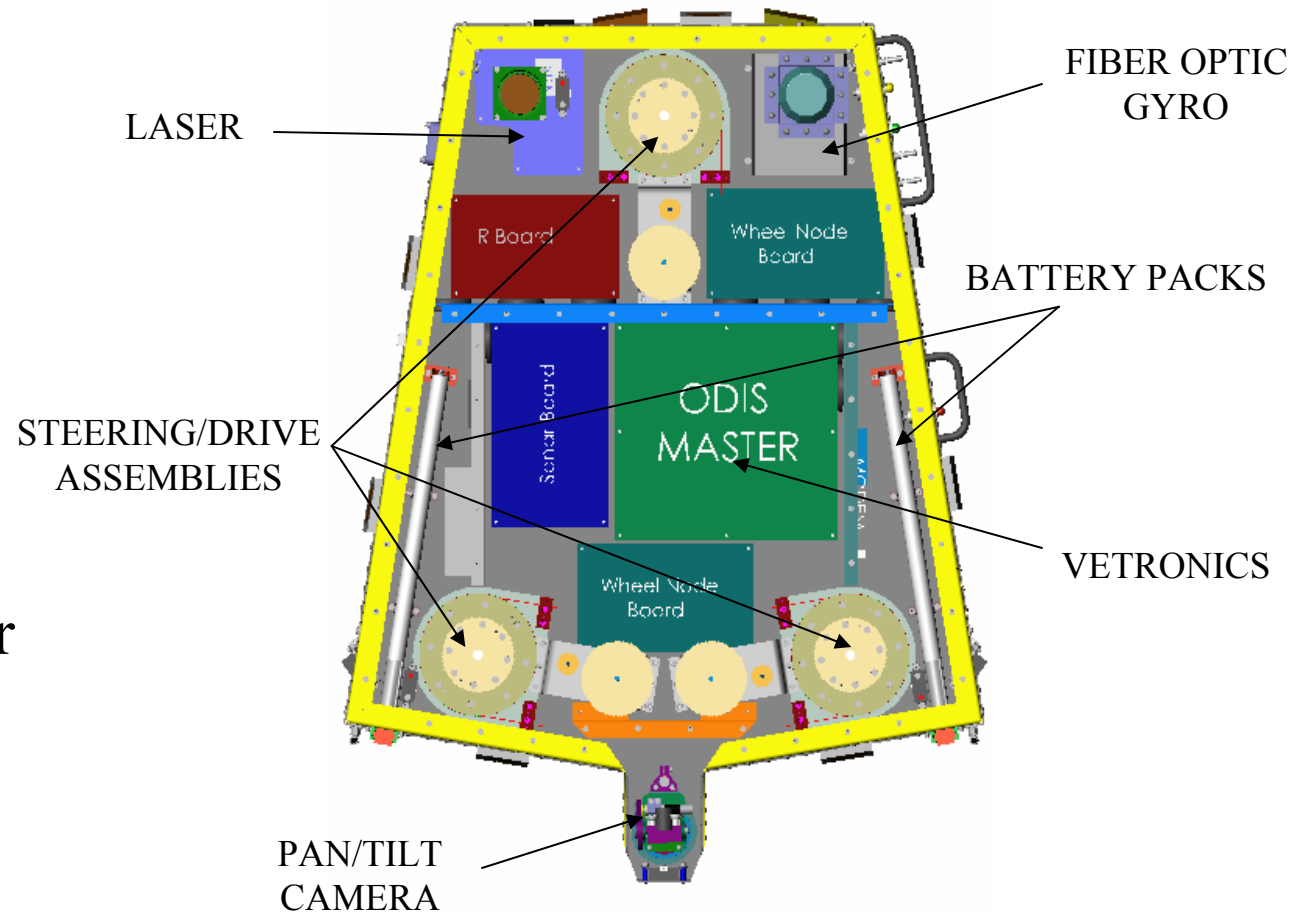 FIBER OPTIC
GYRO
LASER
R Board
Whee Node
Board
BATTERY PACKS
Sonar Board
ODIS
MASTER
STEERING/DRIVE
ASSEMBLIES
MODEM
VETRONICS
Wheel Node
Board
r
PAN/TILT
CAMERA